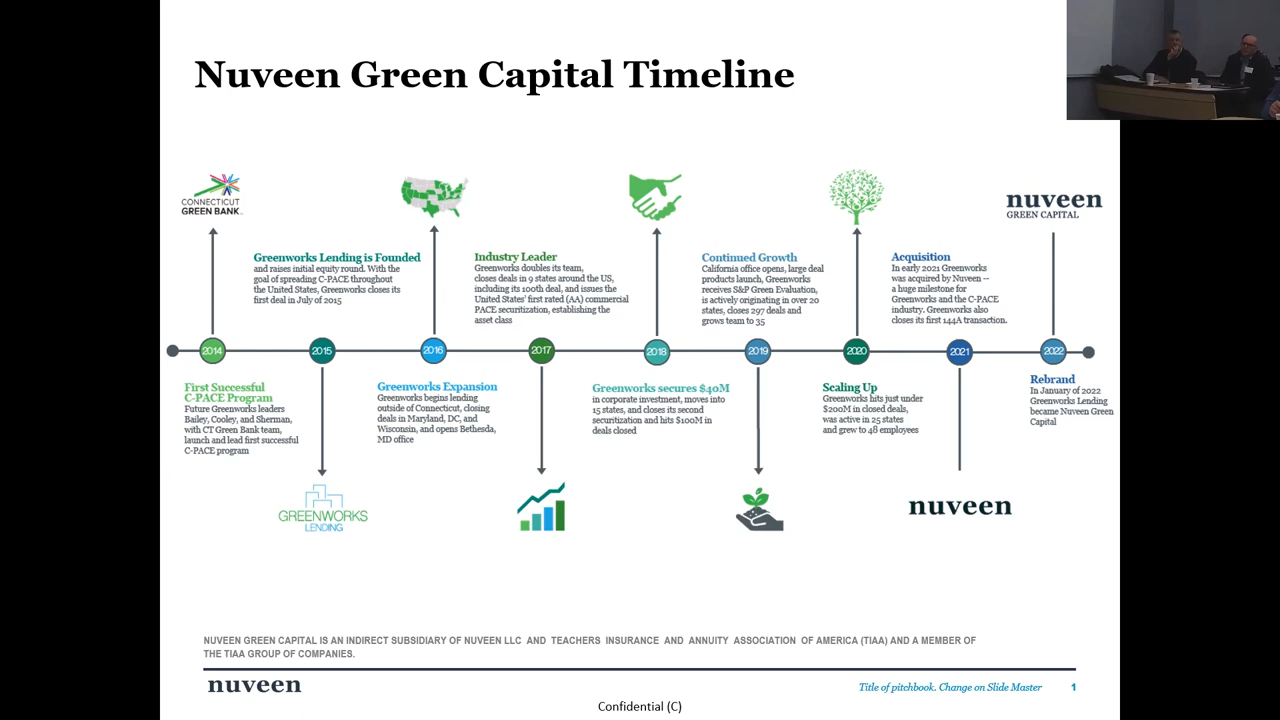 Nuveen Green Capital Timeline
CONNECTICUT
GREEN BANK
nuveen
GREEN CAPITAL
Greenworks Lending is Founded
and raises initial equity round. With the
goal of spreading C-PACE throughout
the United States, Greenworks closes its
first deal in July of 2015
Industry Leader
Greenworks doubles its team,
closes deals in 9 states around the US,
including its 100th deal, and issues the
United States' first rated (AA) commercial
PACE securitization, establishing the
asset class
Continued Growth
California office opens, large deal
products launch, Greenworks
receives S&P Green Evaluation,
is actively originating in over 20
states, closes 297 deals and
grows team to 35
Acquisition
In early 2021 Greenworks
was acquired by Nuveen --
a huge milestone for
Greenworks and the C-PACE
industry. Greenworks also
closes its first 144A transaction.
2014
2015
2016
2017
2018
2019
2020
2021
2022
First Successful
C-PACE Program
Future Greenworks leaders
Bailey, Cooley, and Sherman,
with CT Green Bank team,
launch and lead first successful
C-PACE program
Greenworks Expansion
Greenworks begins lending
outside of Connecticut, closing
deals in Maryland, DC, and
Wisconsin, and opens Bethesda,
MD office
Greenworks secures $40M
in corporate investment, moves into
15 states, and closes its second
securitization and hits $100M in
deals closed
Scaling Up
Greenworks hits just under
$200M in closed deals,
was active in 25 states
and grew to 48 employees
Rebrand
In January of 2022
Greenworks Lending
became Nuveen Green
Capital
GREENWORKS
LENDING
nuveen
NUVEEN GREEN CAPITAL IS AN INDIRECT SUBSIDIARY OF NUVEEN LLC AND TEACHERS INSURANCE AND ANNUITY ASSOCIATION OF AMERICA (TIAA) AND A MEMBER OF
THE TIAA GROUP OF COMPANIES.
nuveen
Title of pitchbook. Change on Slide Master
1
Confidential (C)